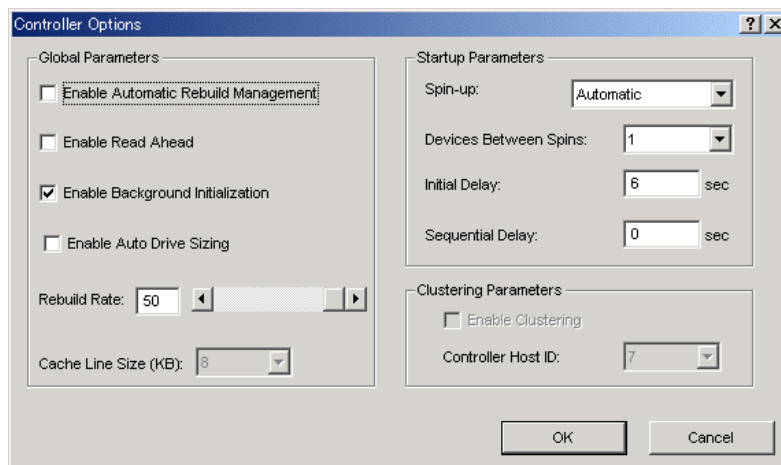 Controller Options
Global Parameters
Enable Automatic Rebuild Management
Enable Read Ahead
Enable Background Initialization
Enable Auto Drive Sizing
Rebuild Rate: 50
Cache Line Size (KB): 8
Startup Parameters
Spin-up: Automatic
Devices Between Spins: 1
Initial Delay: 6 sec
Sequential Delay: 0 sec
Clustering Parameters
Enable Clustering
Controller Host ID: 7
OK Cancel